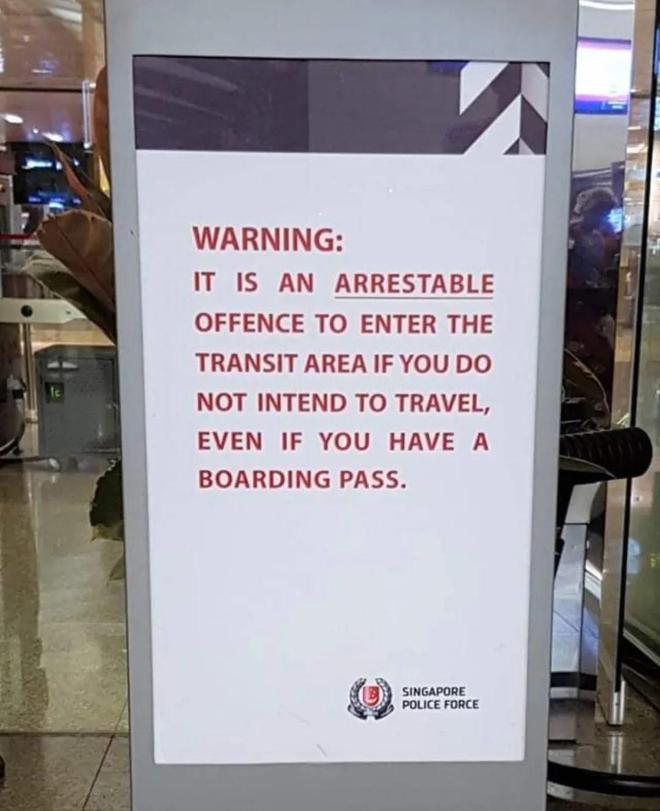 WARNING:
IT IS AN ARRESTABLE
OFFENCE TO ENTER THE
TRANSIT AREA IF YOU DO
NOT INTEND TO TRAVEL,
EVEN IF YOU HAVE A
BOARDING PASS.
SINGAPORE
POLICE FORCE